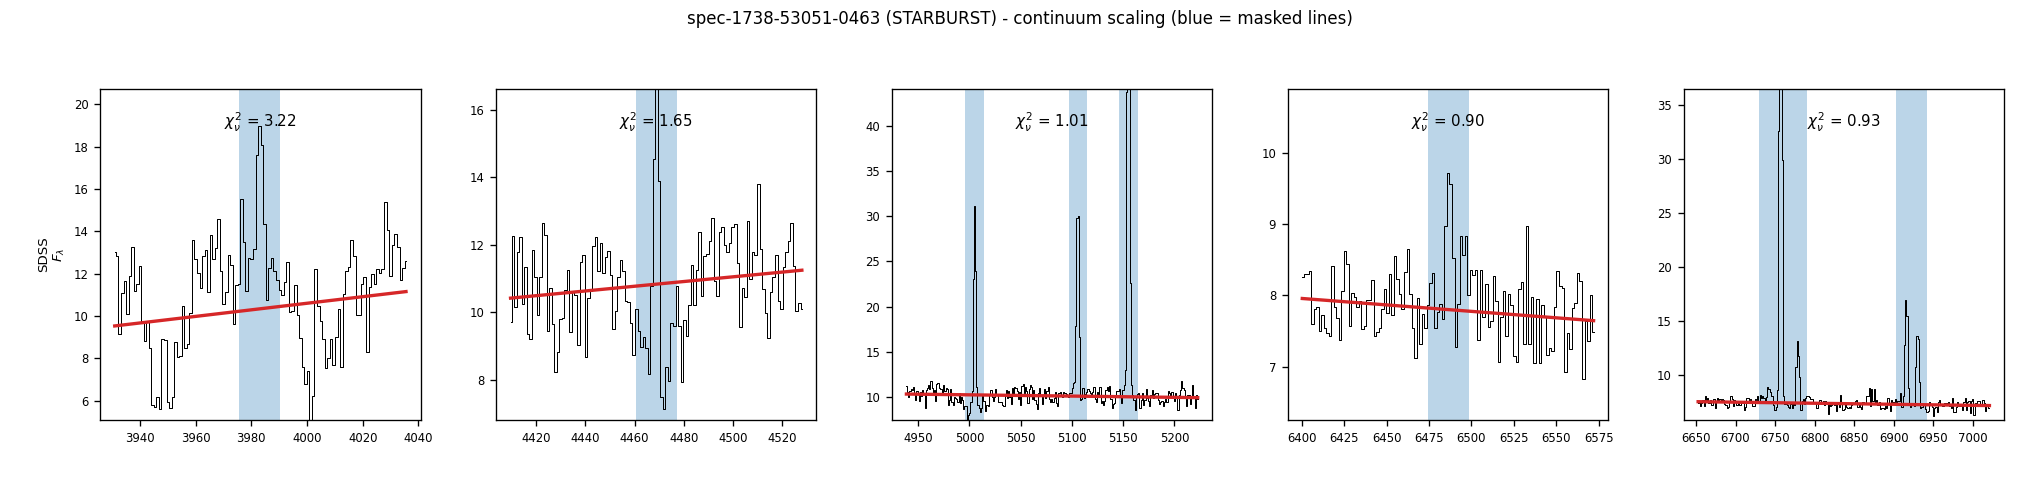 spec-1738-53051-0463 (STARBURST) - continuum scaling (blue = masked lines)
SDSS
F_λ
χ²_ν = 3.22
20
18
16
14
12
10
8
6
3940 3960 3980 4000 4020 4040
χ²_ν = 1.65
16
14
12
10
8
4420 4440 4460 4480 4500 4520
χ²_ν = 1.01
40
35
30
25
20
15
10
4950 5000 5050 5100 5150 5200
χ²_ν = 0.90
10
9
8
7
6400 6425 6450 6475 6500 6525 6550 6575
χ²_ν = 0.93
35
30
25
20
15
10
6650 6700 6750 6800 6850 6900 6950 7000